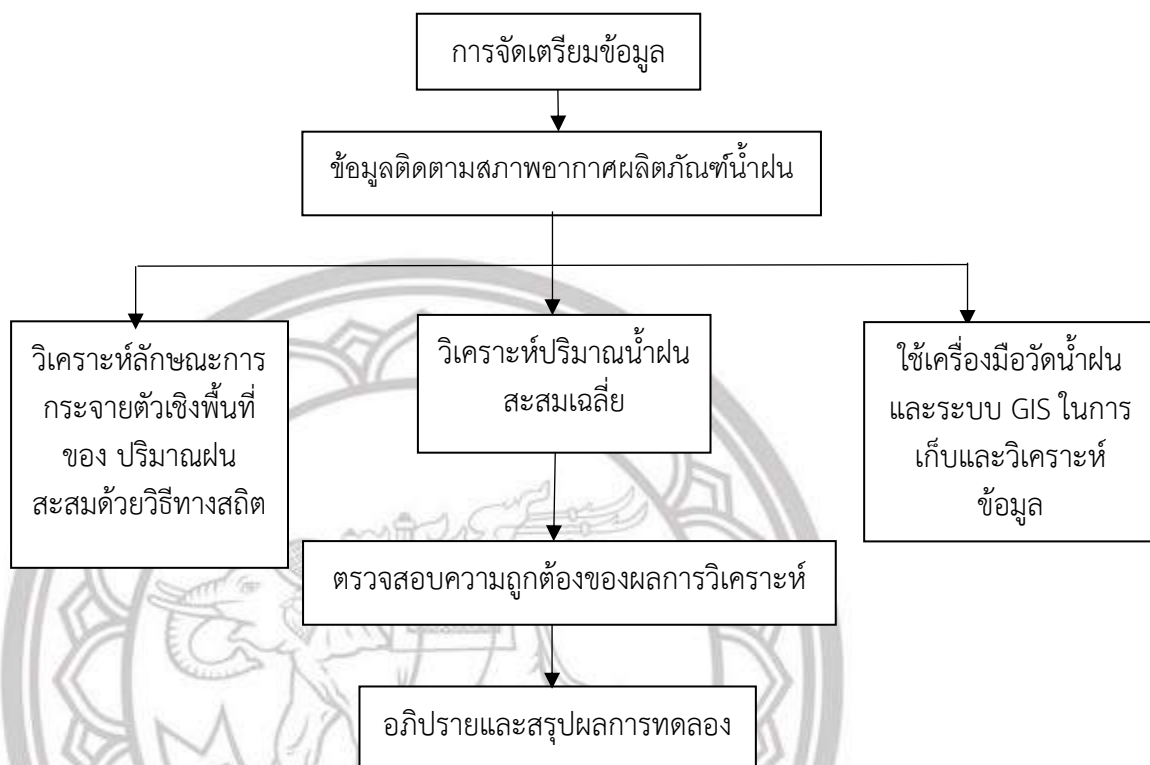 การจัดเตรียมข้อมูล
ข้อมูลติดตามสภาพอากาศผลิตภัณฑ์น้ำฝน
วิเคราะห์ลักษณะการ
กระจายตัวเชิงพื้นที่
ของ ปริมาณฝน
สะสมด้วยวิธีทางสถิต
วิเคราะห์ปริมาณน้ำฝน
สะสมเฉลี่ย
ใช้เครื่องมือวัดน้ำฝน
และระบบ GIS ในการ
เก็บและวิเคราะห์
ข้อมูล
ตรวจสอบความถูกต้องของผลการวิเคราะห์
อภิปรายและสรุปผลการทดลอง